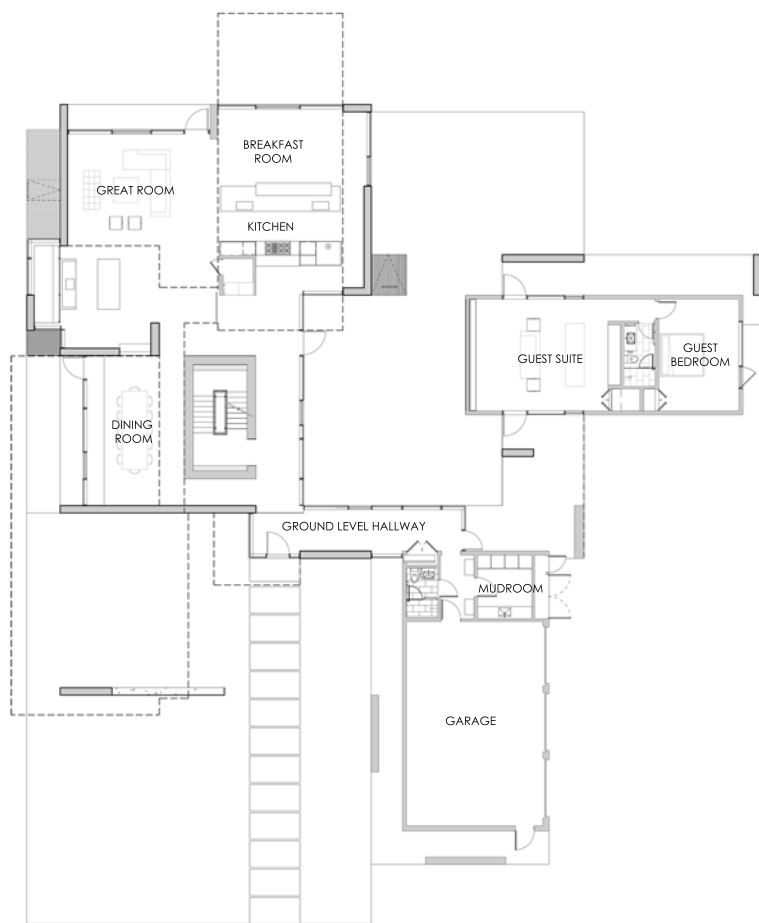 BREAKFAST
ROOM
GREAT ROOM
KITCHEN
GUEST SUITE
GUEST
BEDROOM
DINING
ROOM
GROUND LEVEL HALLWAY
MUDROOM
GARAGE